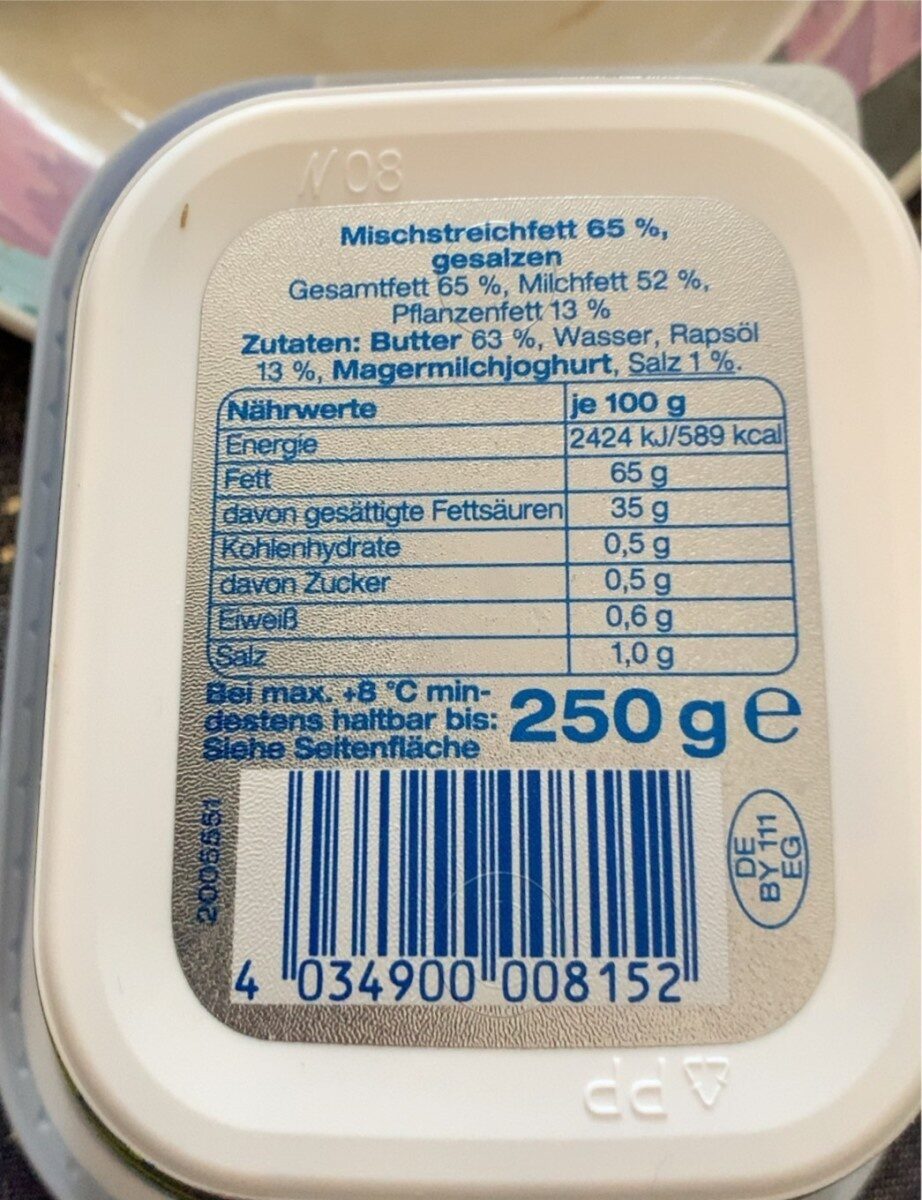 N 08
Mischstreichfett 65 %,
gesalzen
Gesamtfett 65 %, Milchfett 52 %,
Pflanzenfett 13 %
Zutaten: Butter 63 %, Wasser, Rapsöl
13 %, Magermilchjoghurt, Salz 1 %.
Nährwerte je 100 g
Energie 2424 kJ/589 kcal
Fett 65 g
davon gesättigte Fettsäuren 35 g
Kohlenhydrate 0,5 g
davon Zucker 0,5 g
Eiweiß 0,6 g
Salz 1,0 g
Bei max. +8 °C min-
destens haltbar bis:
Siehe Seitenfläche
250 g e
2005551
DE
BY 111
EG
4 034900 008152
PP